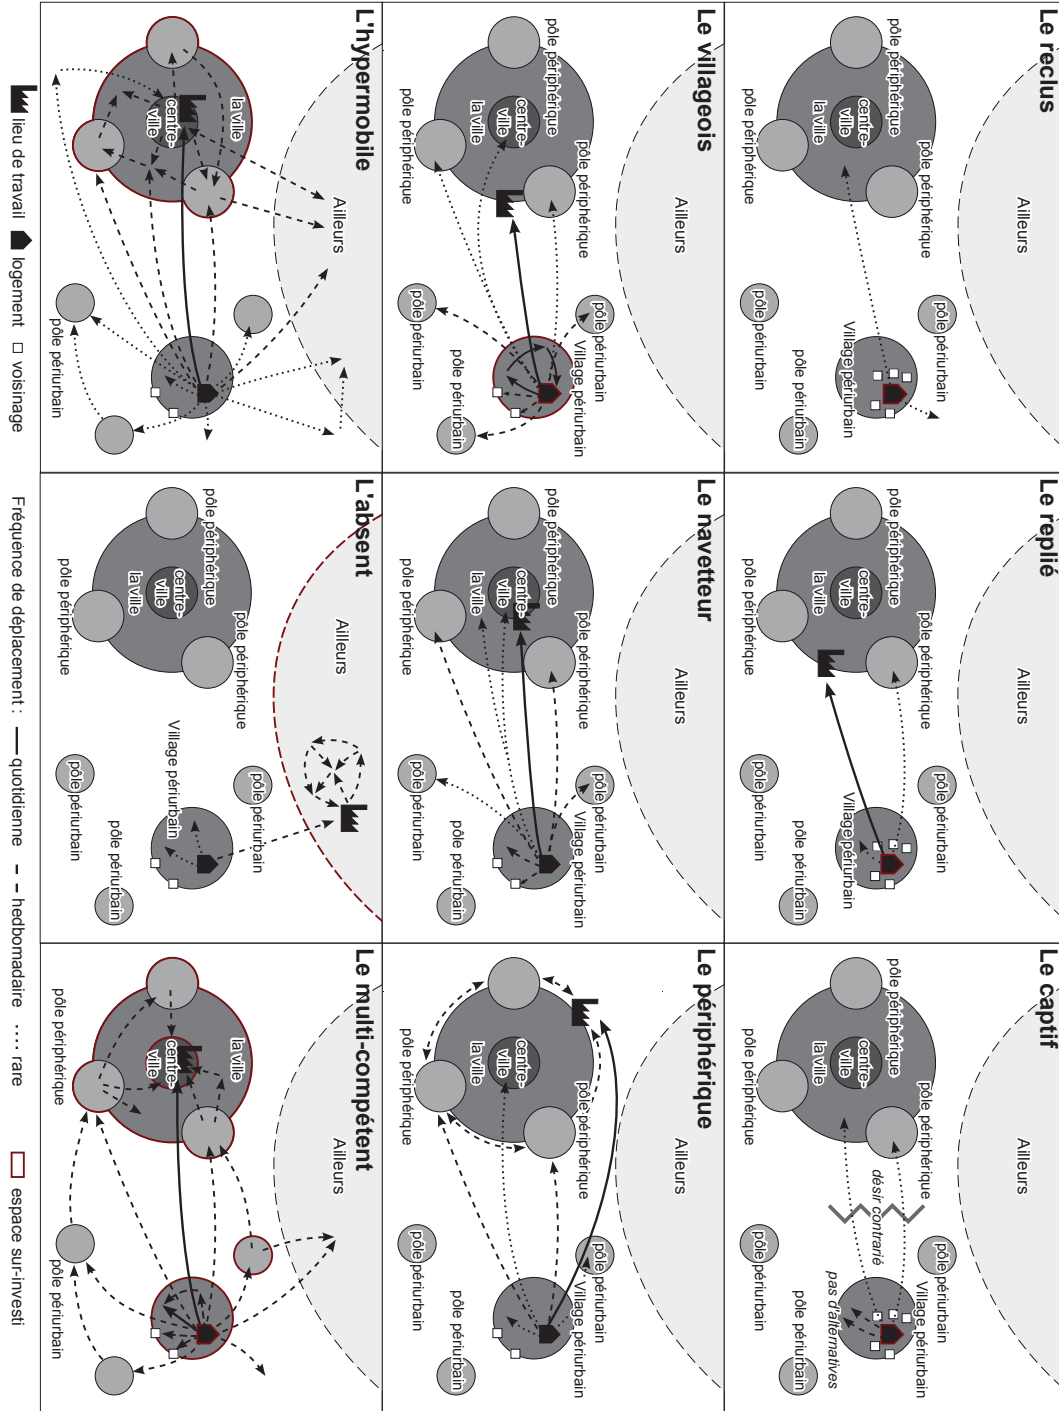 Le reclus
Ailleurs
pôle périphérique
pôle périphérique
centre-
ville
la ville
pôle périurbain
Village périurbain
pôle périurbain
pôle périurbain
Le replié
Ailleurs
pôle périphérique
pôle périphérique
centre-
ville
la ville
pôle périurbain
Village périurbain
pôle périurbain
pôle périurbain
Le captif
Ailleurs
pôle périphérique
pôle périphérique
centre-
ville
la ville
désir contrarié
pôle périurbain
Village périurbain
pas d'alternatives
pôle périurbain
pôle périurbain
Le villageois
Ailleurs
pôle périphérique
pôle périphérique
centre-
ville
la ville
pôle périphérique
pôle périurbain
Village périurbain
pôle périurbain
pôle périurbain
Le navetteur
Ailleurs
pôle périphérique
pôle périphérique
centre-
ville
la ville
pôle périphérique
pôle périurbain
Village périurbain
pôle périurbain
pôle périurbain
Le périphérique
Ailleurs
pôle périphérique
centre-
ville
la ville
pôle périphérique
pôle périurbain
Village périurbain
pôle périurbain
pôle périurbain
L'hypermobile
Ailleurs
la ville
centre-
ville
pôle périphérique
pôle périurbain
L'absent
Ailleurs
pôle périphérique
pôle périphérique
centre-
ville
la ville
pôle périphérique
pôle périurbain
Village périurbain
pôle périurbain
pôle périurbain
Le multi-compétent
Ailleurs
la ville
centre-
ville
pôle périphérique
pôle périurbain
lieu de travail logement voisinage Fréquence de déplacement : quotidienne hedbomadaire rare espace sur-investi